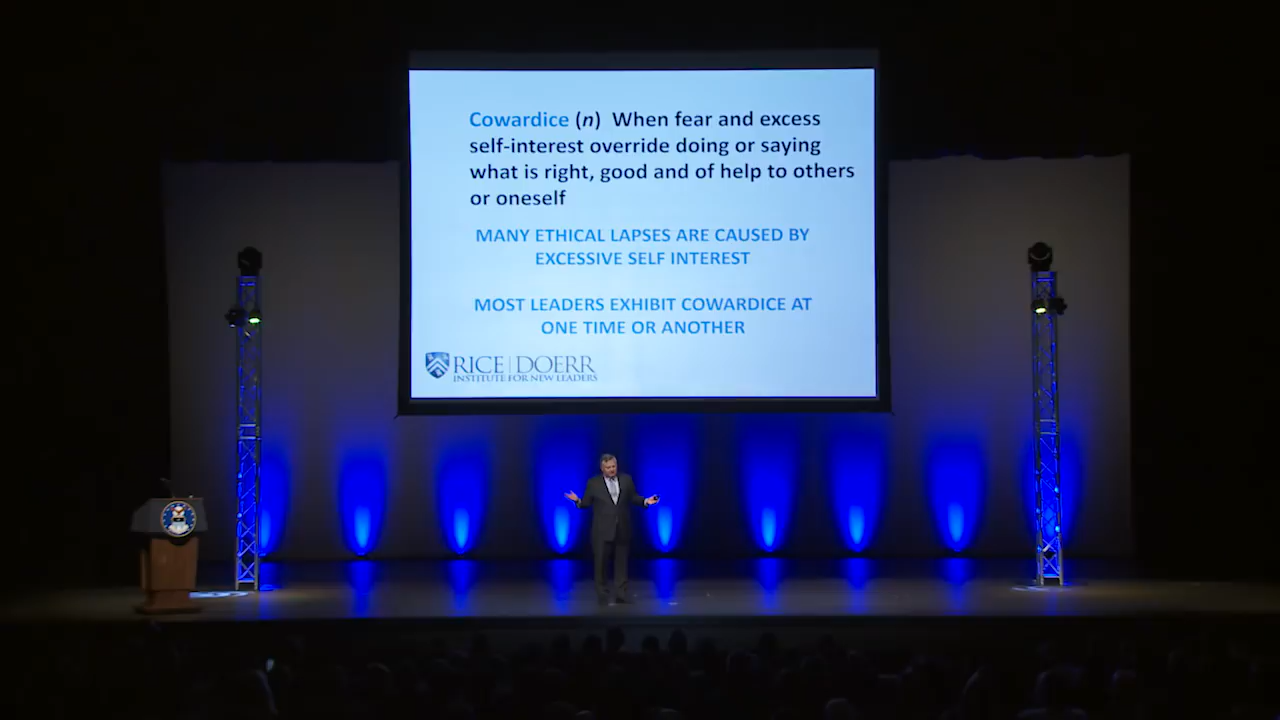 Cowardice (n) When fear and excess
self-interest override doing or saying
what is right, good and of help to others
or oneself
MANY ETHICAL LAPSES ARE CAUSED BY
EXCESSIVE SELF INTEREST
MOST LEADERS EXHIBIT COWARDICE AT
ONE TIME OR ANOTHER
RICE | DOERR
INSTITUTE FOR NEW LEADERS